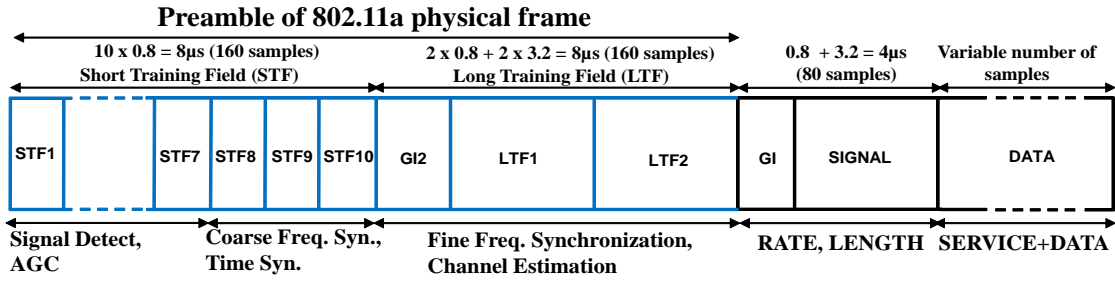 Preamble of 802.11a physical frame
10 x 0.8 = 8µs (160 samples)
Short Training Field (STF)
2 x 0.8 + 2 x 3.2 = 8µs (160 samples)
Long Training Field (LTF)
0.8 + 3.2 = 4µs
(80 samples)
Variable number of
samples
STF1
STF7
STF8
STF9
STF10
GI2
LTF1
LTF2
GI
SIGNAL
DATA
Signal Detect,
AGC
Coarse Freq. Syn.,
Time Syn.
Fine Freq. Synchronization,
Channel Estimation
RATE, LENGTH
SERVICE+DATA